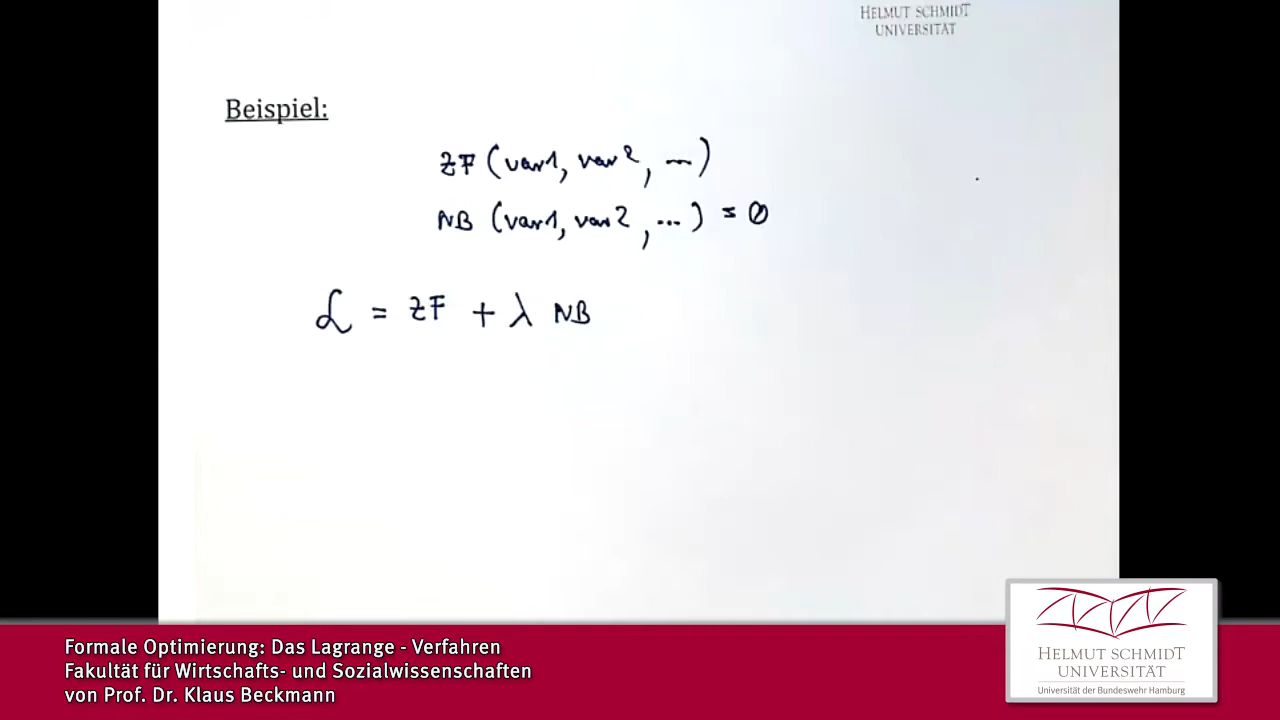 HELMUT SCHMIDT
UNIVERSITÄT
Beispiel:
ZF (var1, var2, ...)
NB (var1, var2, ...) = 0
ℒ = ZF + λ NB
Formale Optimierung: Das Lagrange - Verfahren
Fakultät für Wirtschafts- und Sozialwissenschaften
von Prof. Dr. Klaus Beckmann
HELMUT SCHMIDT
UNIVERSITÄT
Universität der Bundeswehr Hamburg